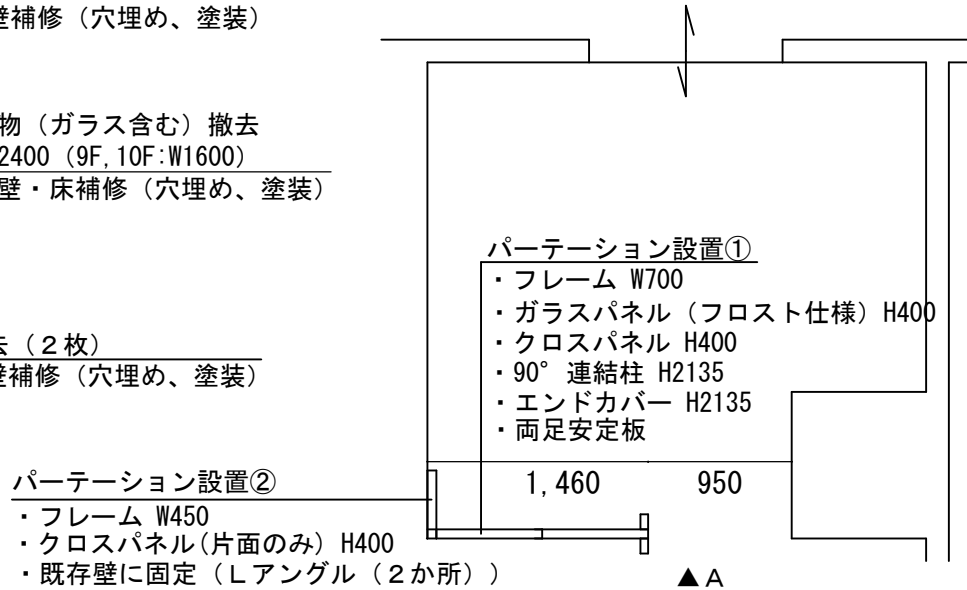 壁補修（穴埋め、塗装）
物（ガラス含む）撤去
2400（9F,10F:W1600）
壁・床補修（穴埋め、塗装）
去（２枚）
壁補修（穴埋め、塗装）
パーテーション設置①
・フレーム W700
・ガラスパネル（フロスト仕様）H400
・クロスパネル H400
・90° 連結柱 H2135
・エンドカバー H2135
・両足安定板
1,460
950
パーテーション設置②
・フレーム W450
・クロスパネル(片面のみ) H400
・既存壁に固定（Ｌアングル（２か所））
▲A